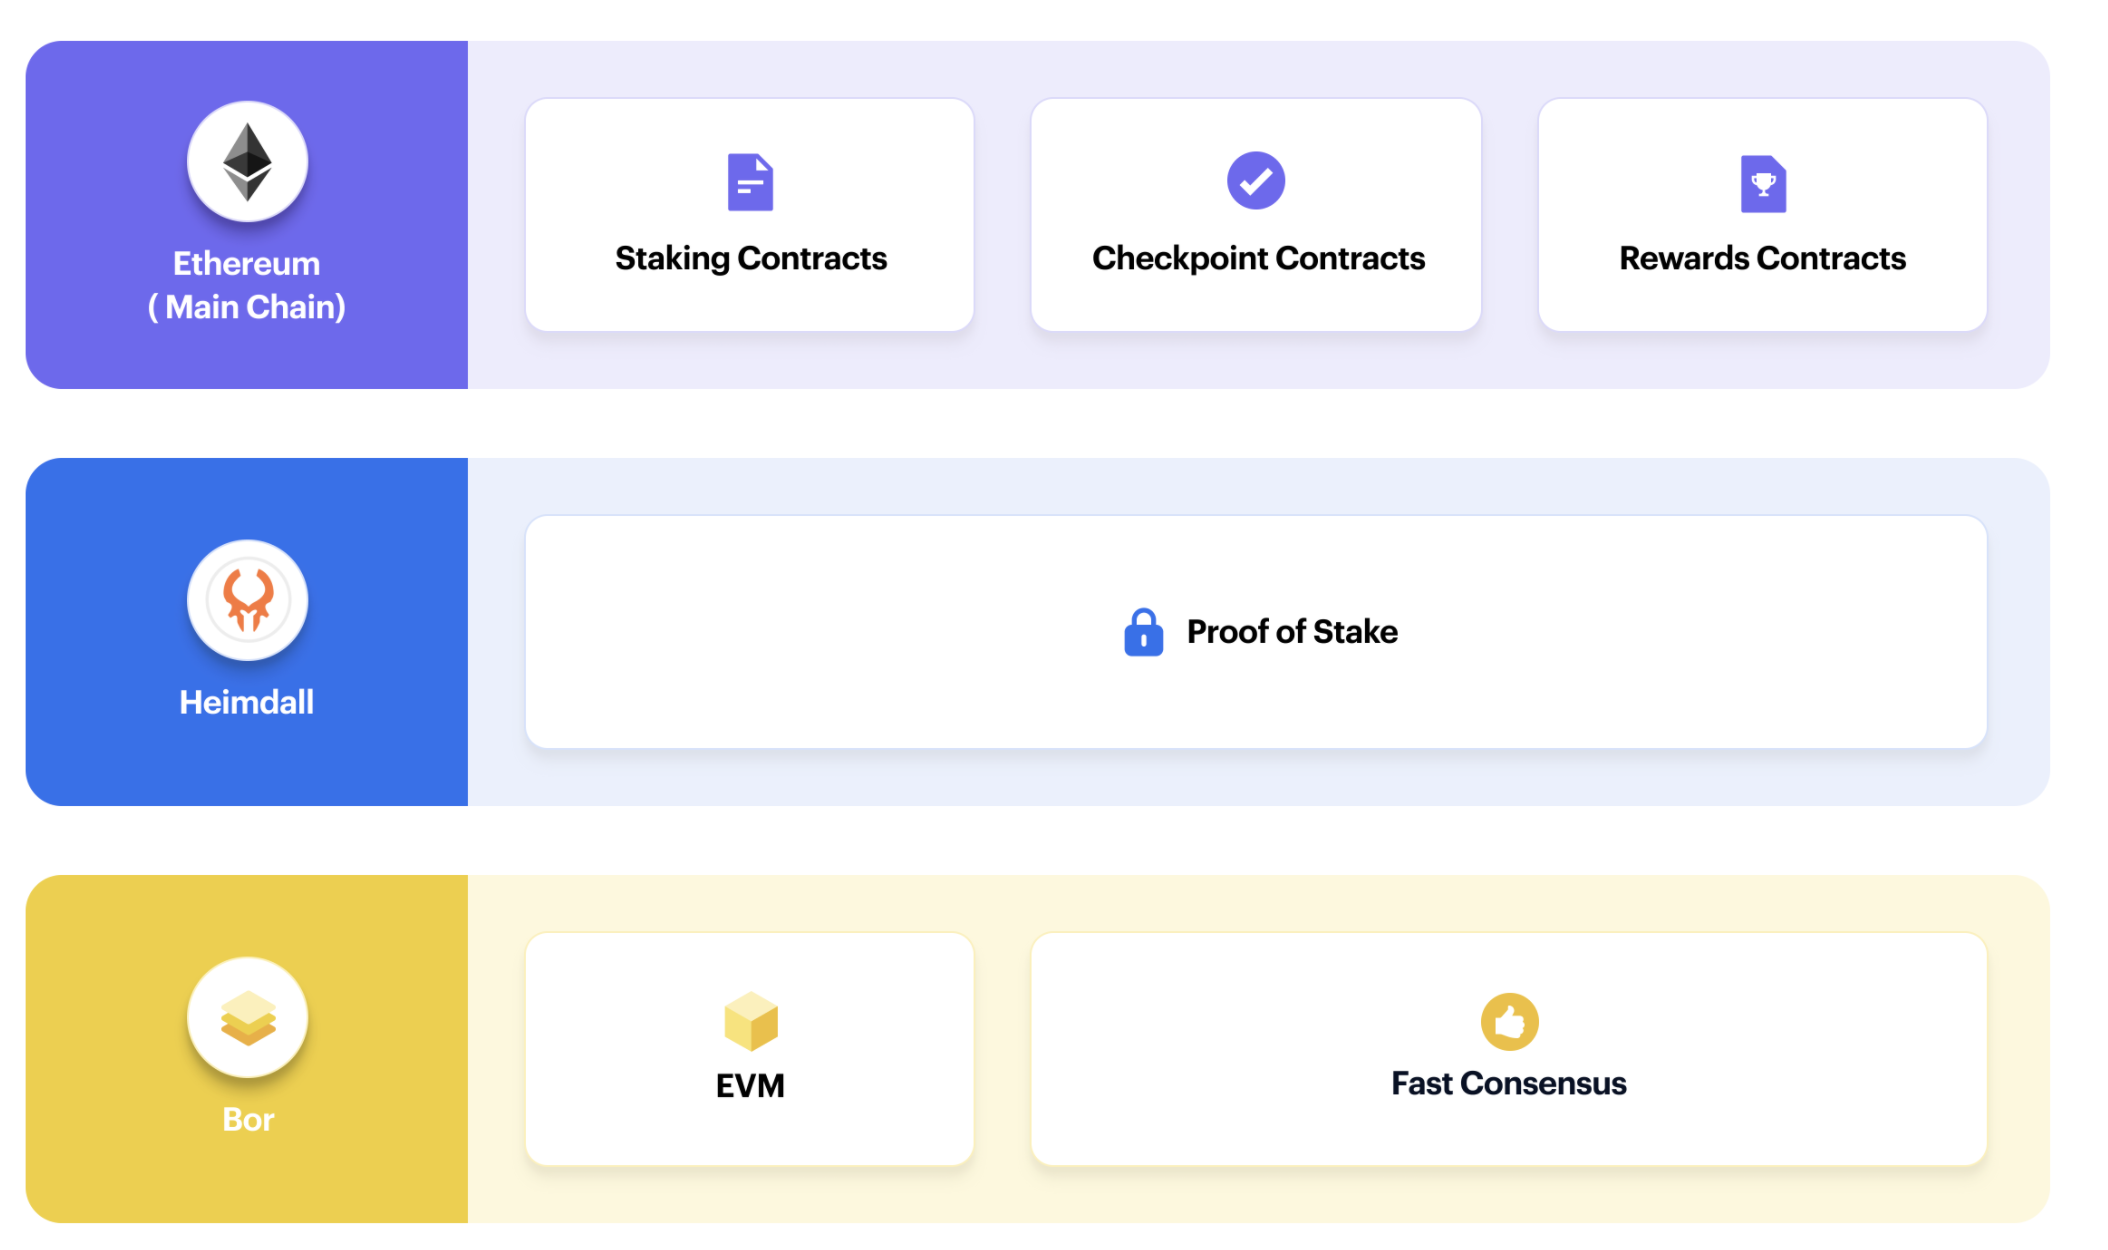 Ethereum
( Main Chain)
Staking Contracts
Checkpoint Contracts
Rewards Contracts
Heimdall
Proof of Stake
Bor
EVM
Fast Consensus